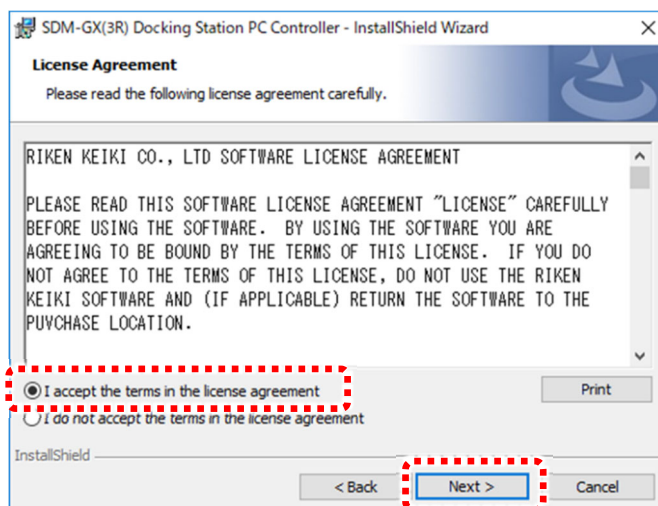 SDM-GX(3R) Docking Station PC Controller - InstallShield Wizard
License Agreement
Please read the following license agreement carefully.
RIKEN KEIKI CO., LTD SOFTWARE LICENSE AGREEMENT
PLEASE READ THIS SOFTWARE LICENSE AGREEMENT "LICENSE" CAREFULLY
BEFORE USING THE SOFTWARE. BY USING THE SOFTWARE YOU ARE
AGREEING TO BE BOUND BY THE TERMS OF THIS LICENSE. IF YOU DO
NOT AGREE TO THE TERMS OF THIS LICENSE, DO NOT USE THE RIKEN
KEIKI SOFTWARE AND (IF APPLICABLE) RETURN THE SOFTWARE TO THE
PUVCHASE LOCATION.
I accept the terms in the license agreement
Print
I do not accept the terms in the license agreement
InstallShield
< Back
Next >
Cancel